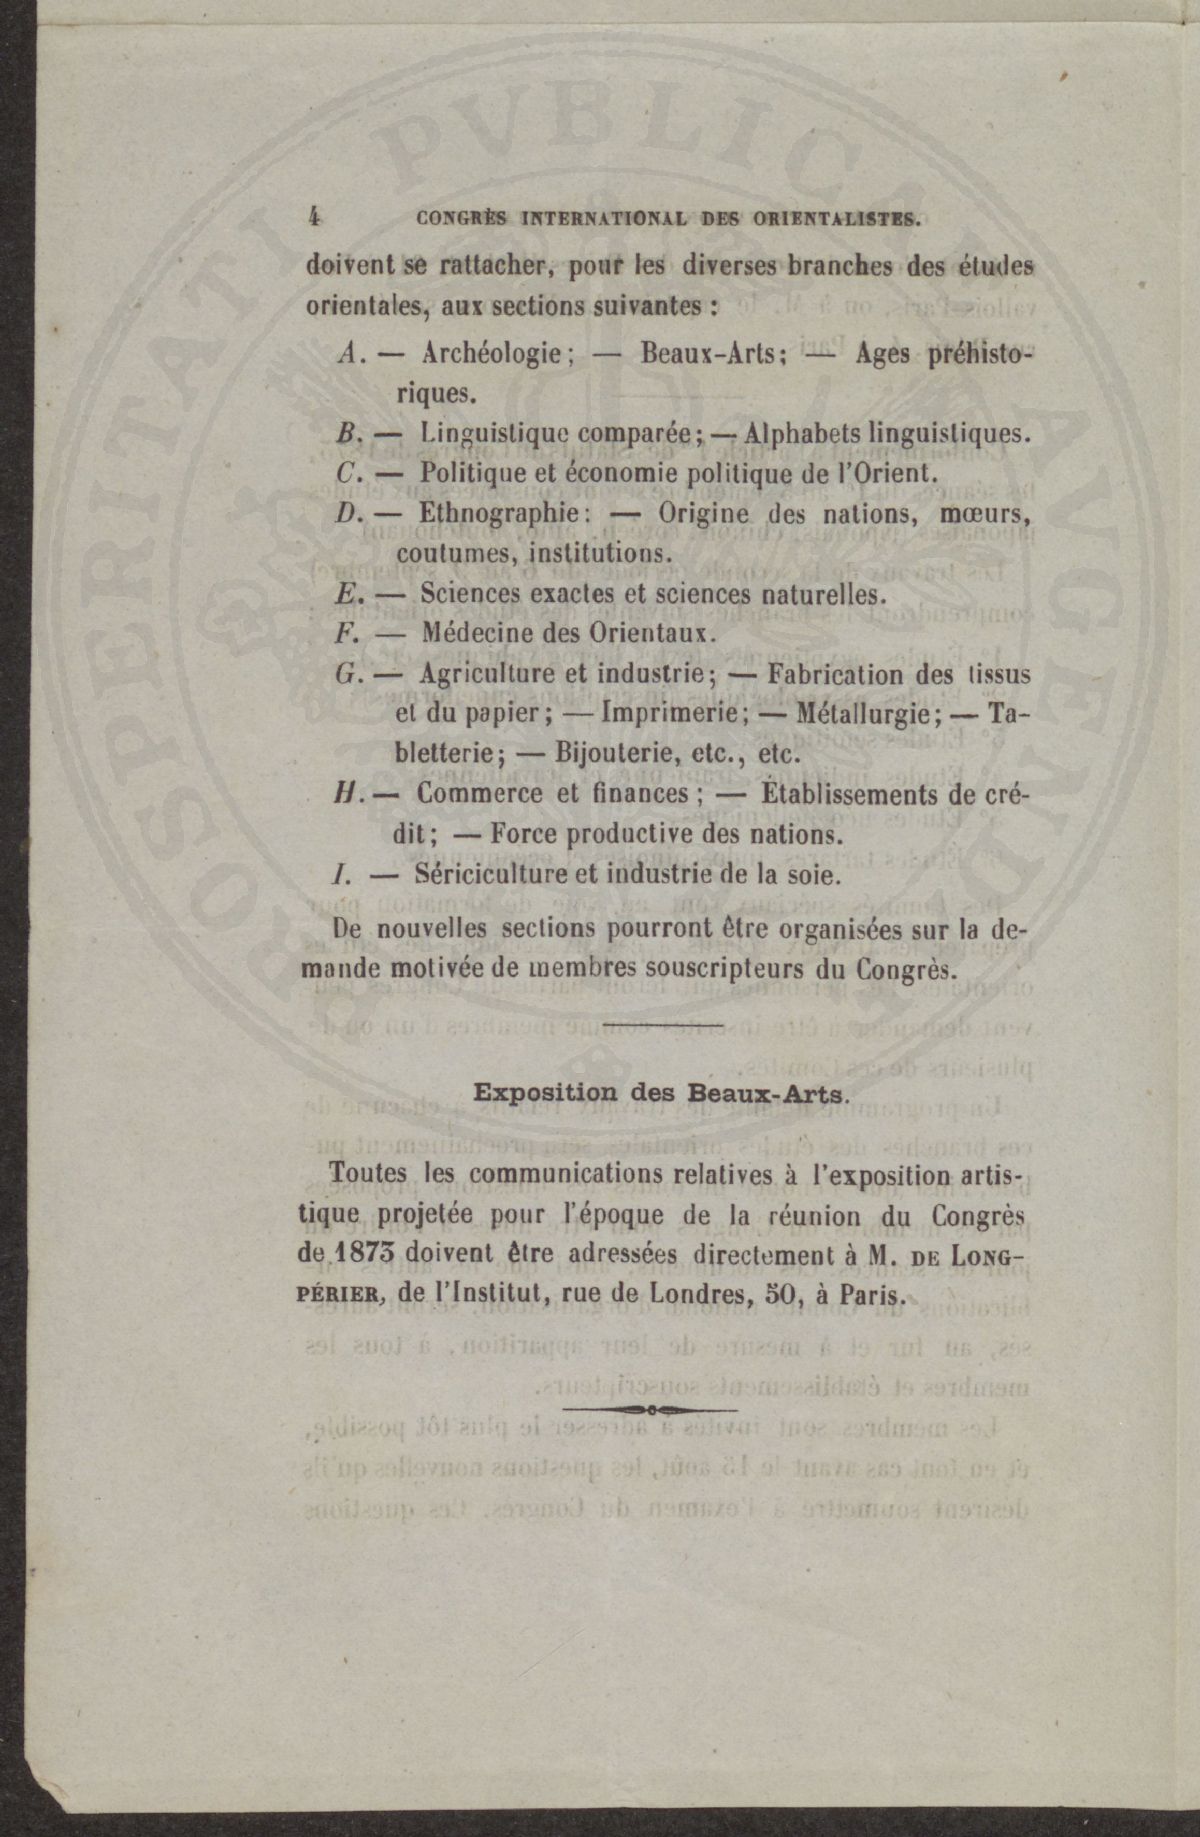 4 CONGRÈS INTERNATIONAL DES ORIENTALISTES.
doivent se rattacher, pour les diverses branches des études
orientales, aux sections suivantes :
A. — Archéologie; — Beaux-Arts; — Ages préhisto-
riques.
B. — Linguistique comparée; — Alphabets linguistiques.
C. — Politique et économie politique de l'Orient.
D. — Ethnographie: — Origine des nations, mœurs,
coutumes, institutions.
E. — Sciences exactes et sciences naturelles.
F. — Médecine des Orientaux.
G. — Agriculture et industrie; — Fabrication des tissus
et du papier; — Imprimerie; — Métallurgie; — Ta-
bletterie; — Bijouterie, etc., etc.
H. — Commerce et finances; — Établissements de cré-
dit; — Force productive des nations.
I. — Sériciculture et industrie de la soie.
De nouvelles sections pourront être organisées sur la de-
mande motivée de membres souscripteurs du Congrès.
Exposition des Beaux-Arts.
Toutes les communications relatives à l'exposition artis-
tique projetée pour l'époque de la réunion du Congrès
de 1873 doivent être adressées directement à M. DE LONG-
PÉRIER, de l'Institut, rue de Londres, 50, à Paris.